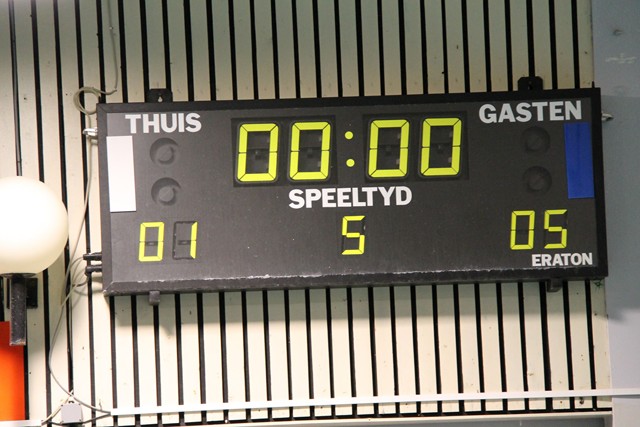 THUIS 00:00 GASTEN
SPEELTYD
01 5 05
ERATON